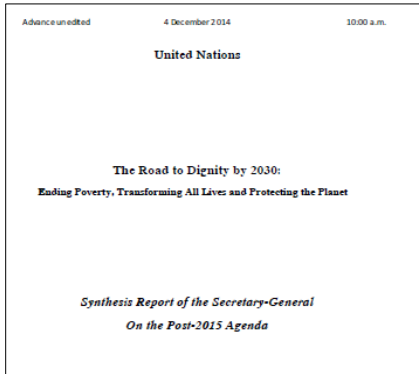 Advance unedited 4 December 2014 10:00 a.m.
United Nations
The Road to Dignity by 2030:
Ending Poverty, Transforming All Lives and Protecting the Planet
Synthesis Report of the Secretary-General
On the Post-2015 Agenda